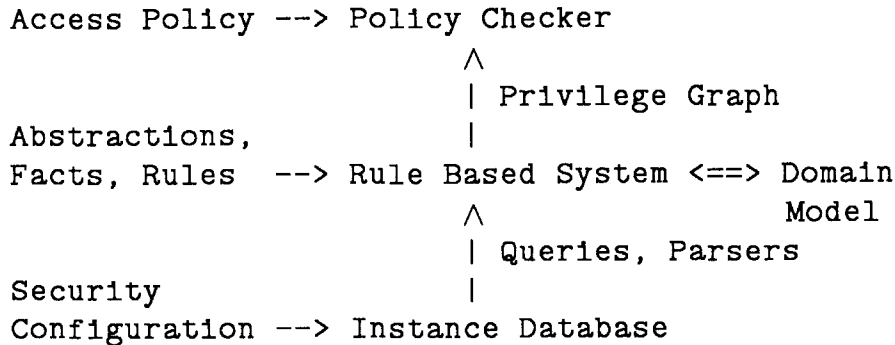 Access Policy --> Policy Checker
^
| Privilege Graph
Abstractions, |
Facts, Rules --> Rule Based System <==> Domain
^ Model
| Queries, Parsers
Security |
Configuration --> Instance Database